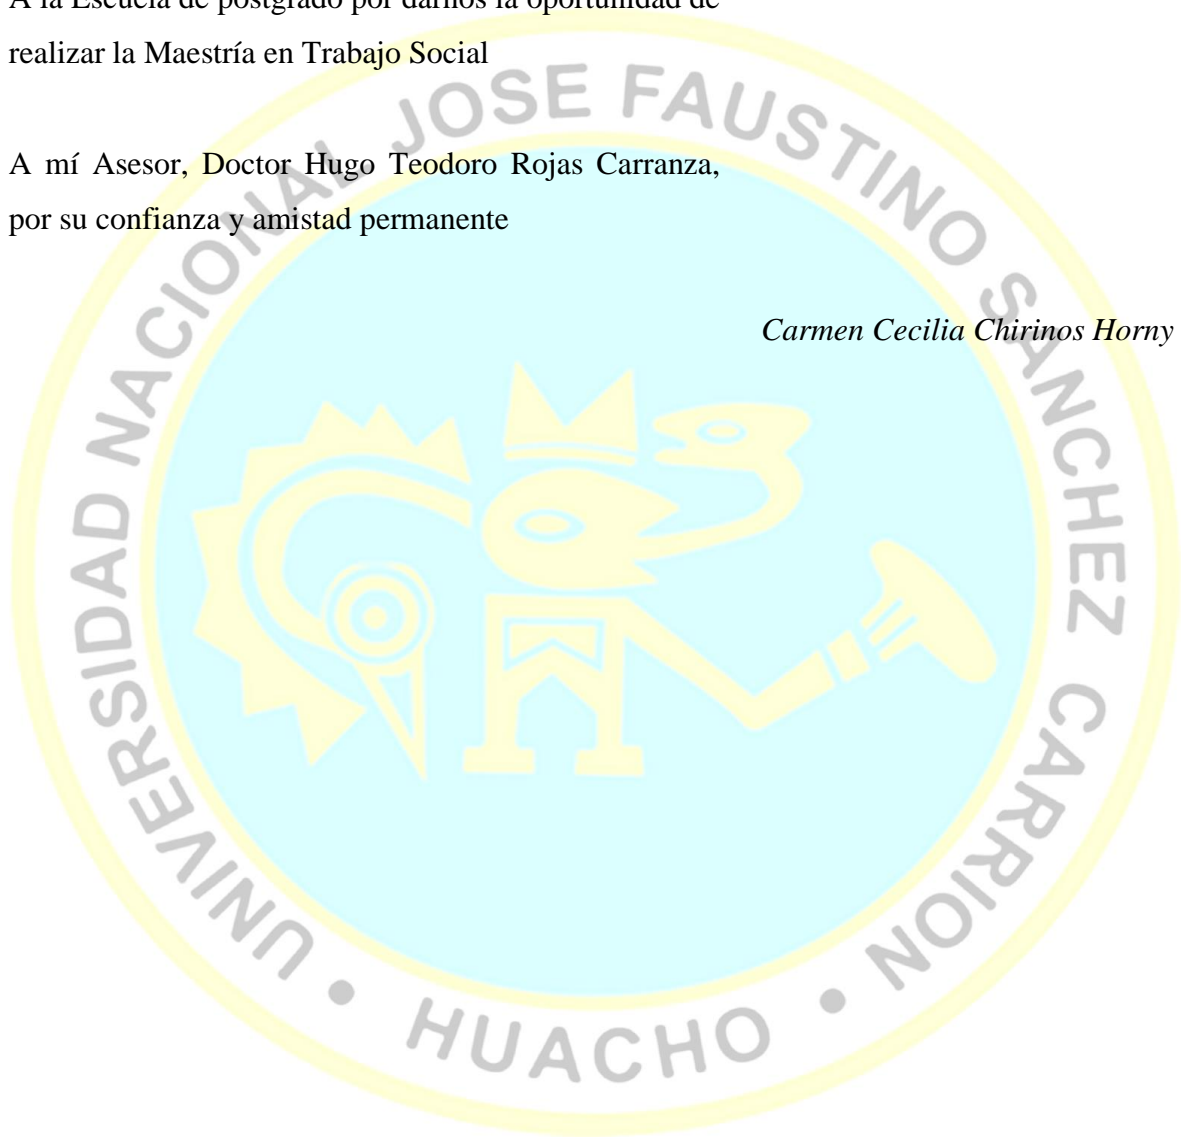 A la Escuela de postgrado por darnos la oportunidad de
realizar la Maestría en Trabajo Social
A mí Asesor, Doctor Hugo Teodoro Rojas Carranza,
por su confianza y amistad permanente
Carmen Cecilia Chirinos Horny
UNIVERSIDAD NACIONAL JOSE FAUSTINO SANCHEZ CARRION • HUACHO •